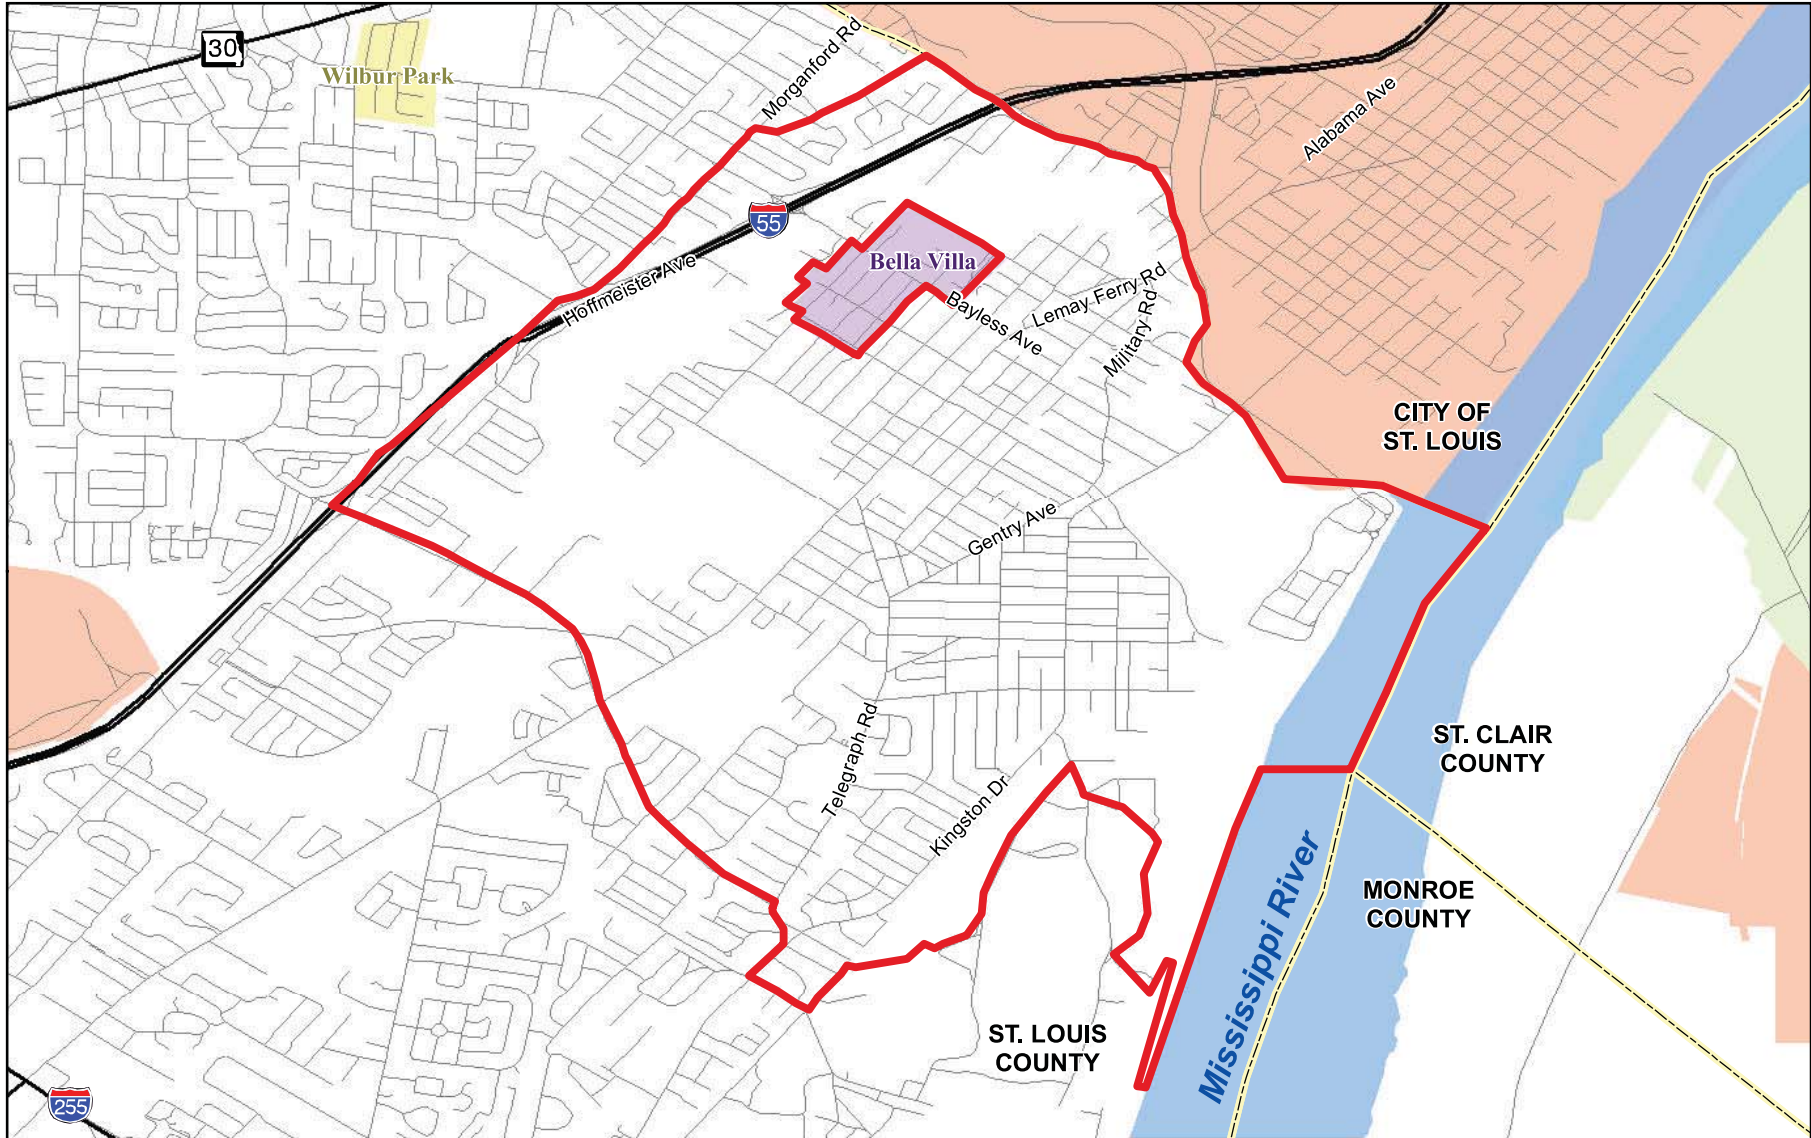 30
Wilbur Park
Morganford Rd
Alabama Ave
55
Bella Villa
Hoffmeister Ave
Bayless Ave
Lemay Ferry Rd
Military Rd
CITY OF
ST. LOUIS
Gentry Ave
Telegraph Rd
Kingston Dr
ST. CLAIR
COUNTY
MONROE
COUNTY
Mississippi River
ST. LOUIS
COUNTY
255